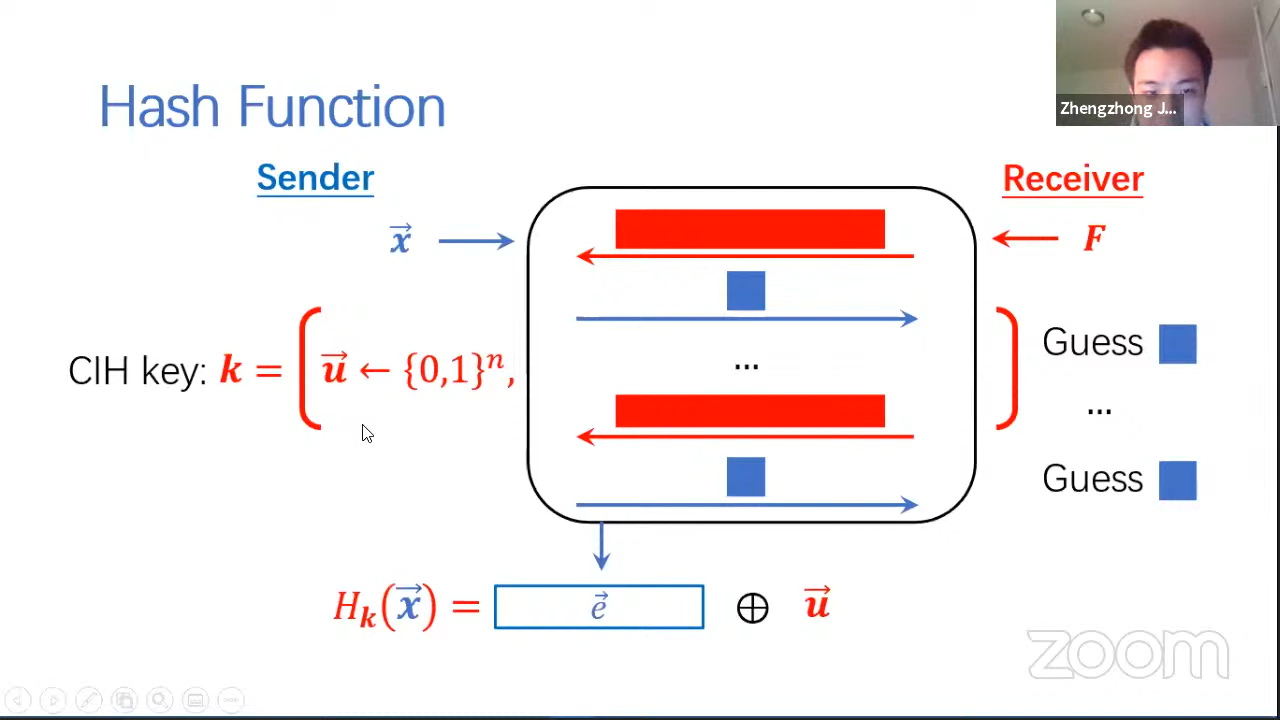 Zhengzhong J...
Hash Function
Sender
Receiver
x⃗
F
CIH key: k = ( u⃗ ← {0,1}ⁿ, )
...
Guess
...
Guess
H_k(x⃗) = e⃗ ⊕ u⃗
zoom